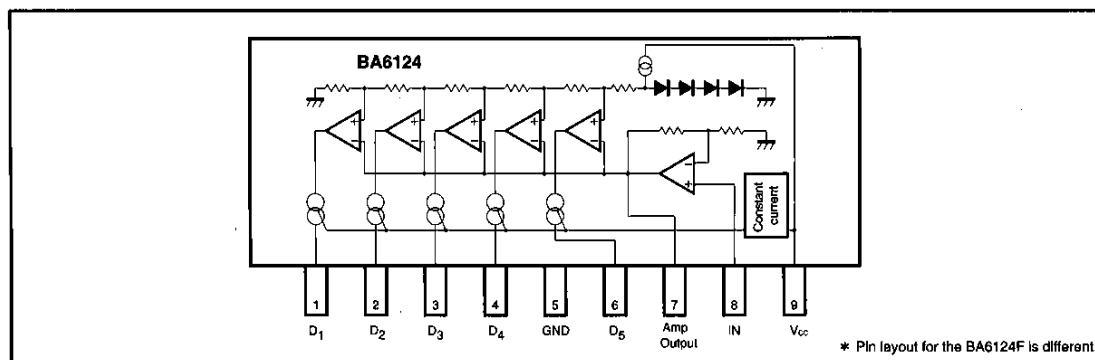 BA6124
+
−
+
−
+
−
+
−
+
−
−
+
Constant
current
1
2
3
4
5
6
7
8
9
D1
D2
D3
D4
GND
D5
Amp
Output
IN
Vcc
* Pin layout for the BA6124F is different.